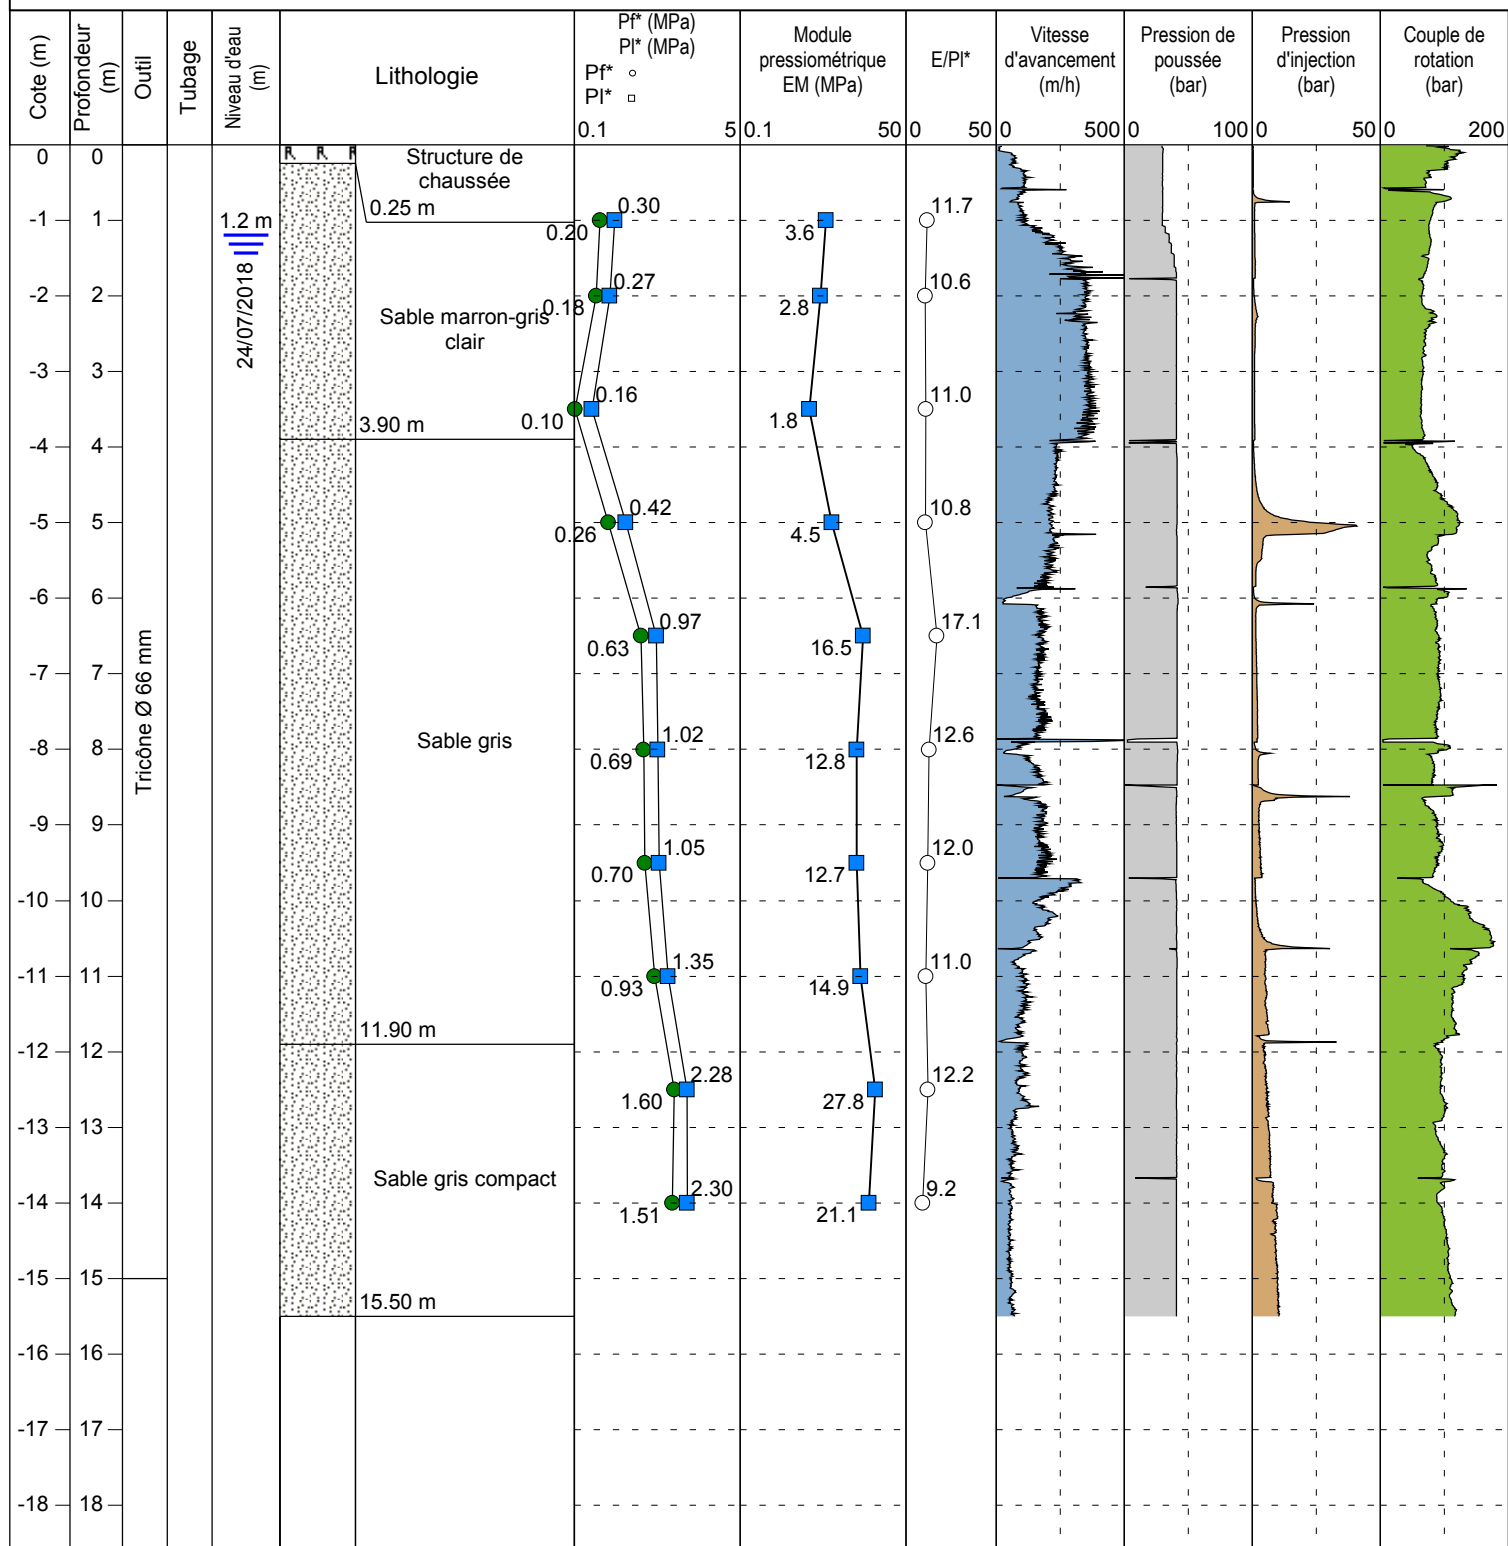 Cote (m)
Profondeur (m)
Outil
Tubage
Niveau d'eau (m)
Lithologie
Pf* (MPa)
Pl* (MPa)
Pf* ○
Pl* □
0.1 5
Module
pressiométrique
EM (MPa)
0.1 50
E/Pl*
0 50
Vitesse
d'avancement
(m/h)
0 500
Pression de
poussée
(bar)
0 100
Pression
d'injection
(bar)
0 50
Couple de
rotation
(bar)
0 200
0 0
Structure de
chaussée
0.25 m
-1 1
1.2 m
24/07/2018
0.20 0.30 3.6 11.7
-2 2
0.18 0.27 2.8 10.6
Sable marron-gris
clair
-3 3
0.10 0.16 1.8 11.0
3.90 m
-4 4
-5 5
0.26 0.42 4.5 10.8
-6 6
0.63 0.97 16.5 17.1
-7 7
Tricône Ø 66 mm
Sable gris
-8 8
0.69 1.02 12.8 12.6
-9 9
0.70 1.05 12.7 12.0
-10 10
-11 11
0.93 1.35 14.9 11.0
11.90 m
-12 12
1.60 2.28 27.8 12.2
-13 13
Sable gris compact
-14 14
1.51 2.30 21.1 9.2
-15 15
15.50 m
-16 16
-17 17
-18 18